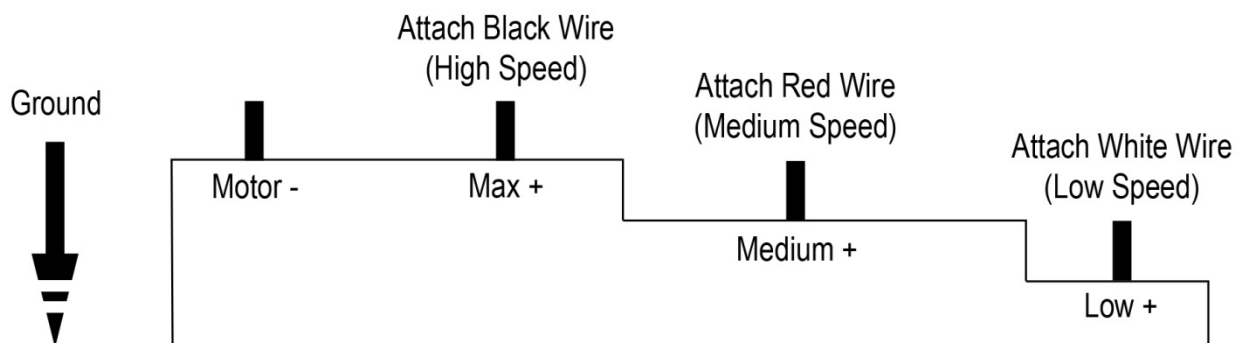 Ground
Motor -
Attach Black Wire
(High Speed)
Max +
Attach Red Wire
(Medium Speed)
Medium +
Attach White Wire
(Low Speed)
Low +